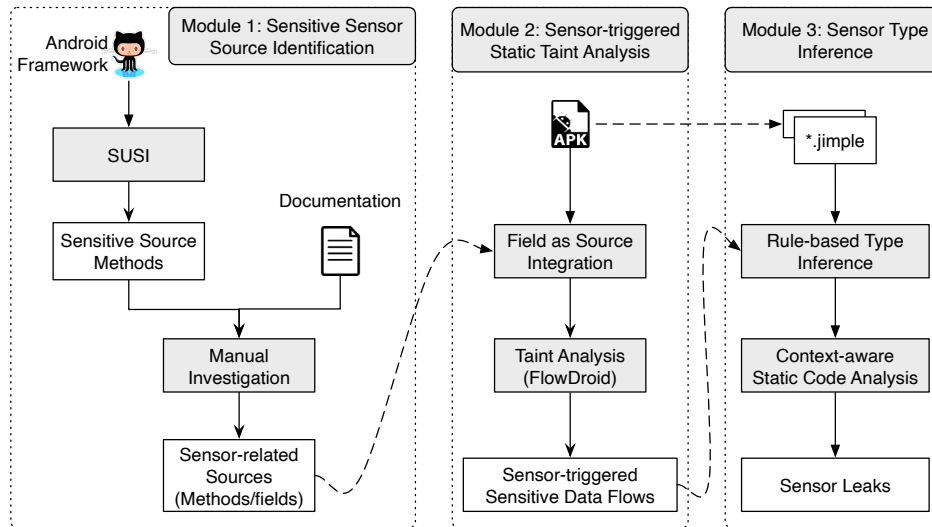 Module 1: Sensitive Sensor
Source Identification
Android
Framework
SUSI
Sensitive Source
Methods
Documentation
Manual
Investigation
Sensor-related
Sources
(Methods/fields)
Module 2: Sensor-triggered
Static Taint Analysis
APK
Field as Source
Integration
Taint Analysis
(FlowDroid)
Sensor-triggered
Sensitive Data Flows
Module 3: Sensor Type
Inference
*.jimple
Rule-based Type
Inference
Context-aware
Static Code Analysis
Sensor Leaks